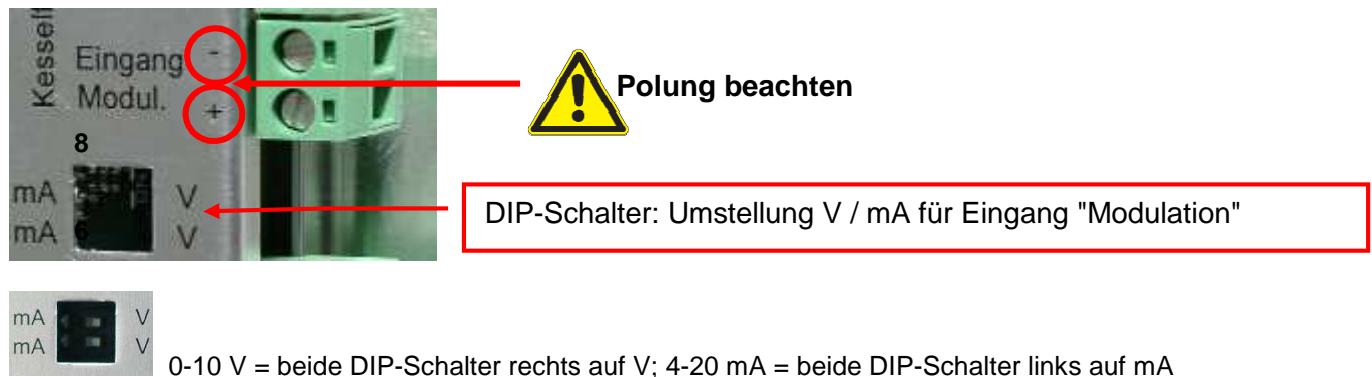 Kesself
Eingang -
Modul. +
Polung beachten
8
mA V
mA 6 V
DIP-Schalter: Umstellung V / mA für Eingang "Modulation"
mA V
mA V
0-10 V = beide DIP-Schalter rechts auf V; 4-20 mA = beide DIP-Schalter links auf mA